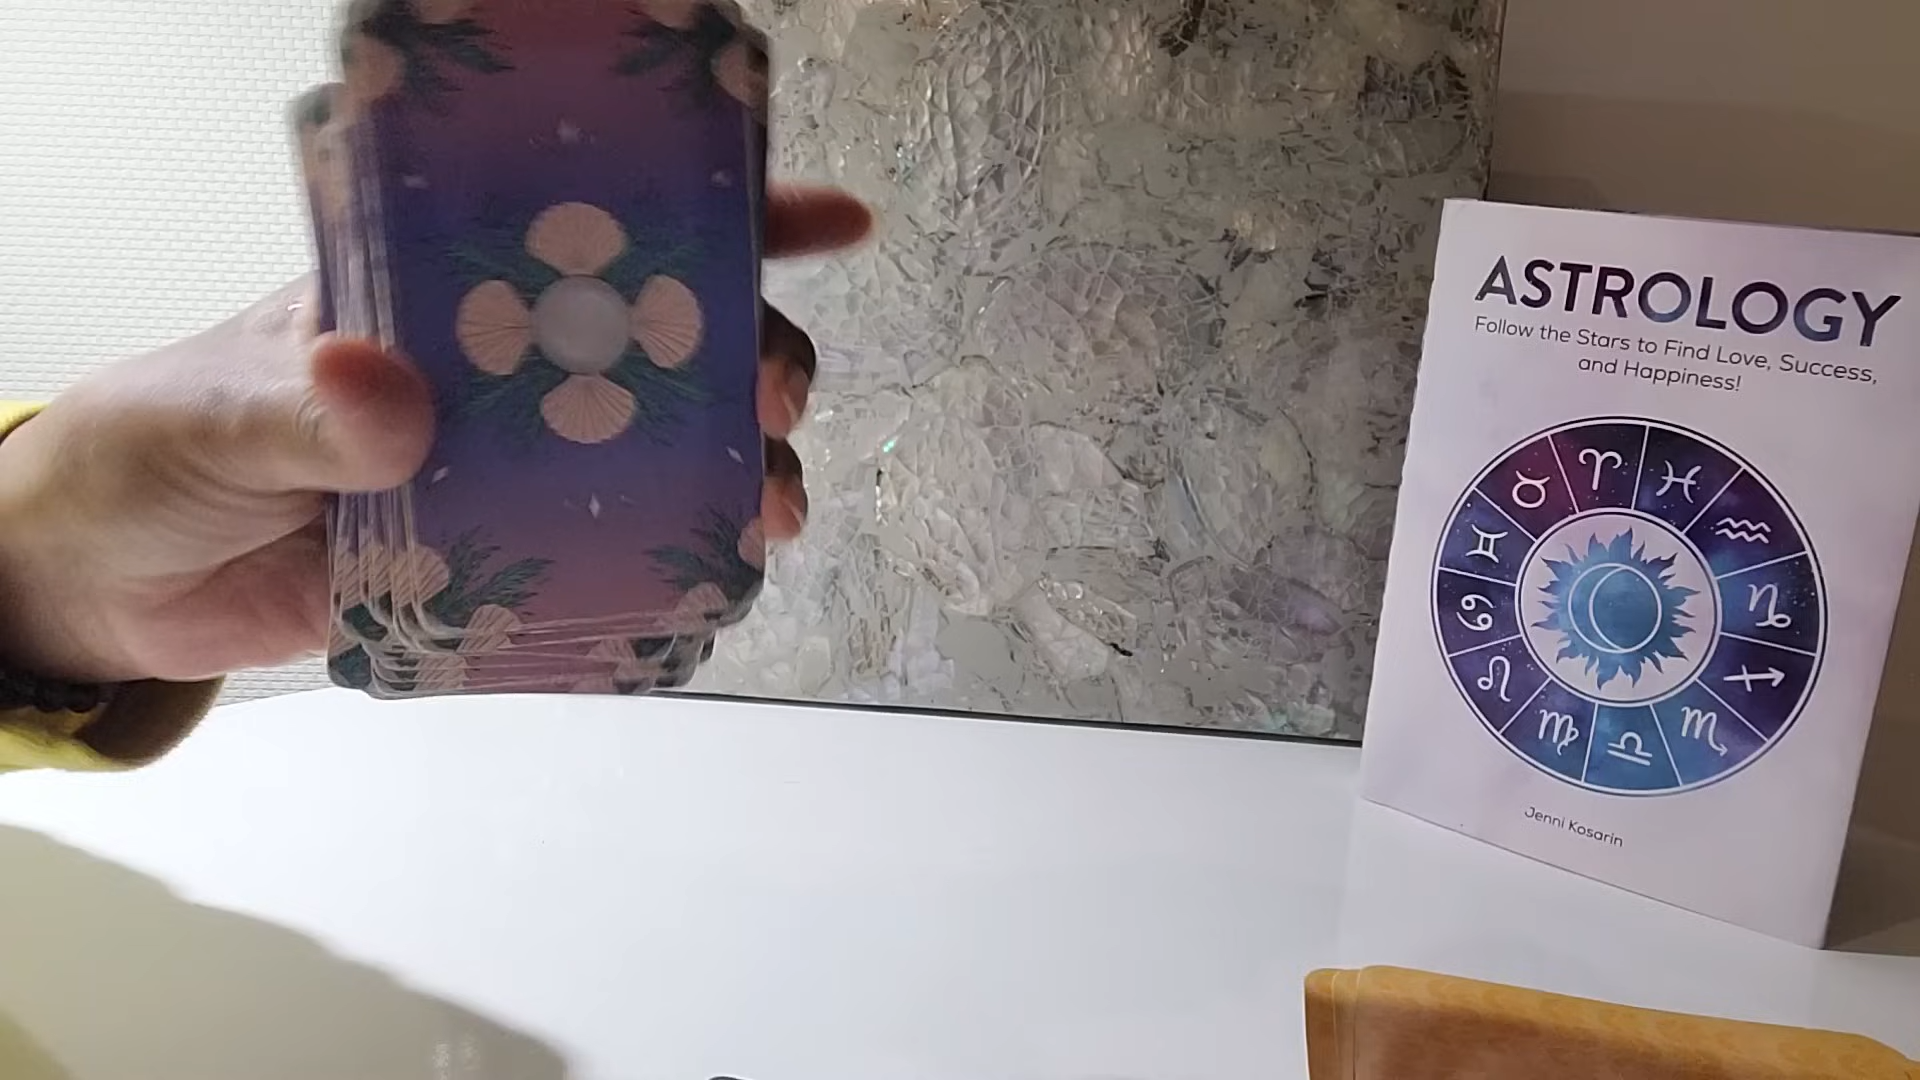 ASTROLOGY
Follow the Stars to Find Love, Success,
and Happiness!
Jenni Kosarin